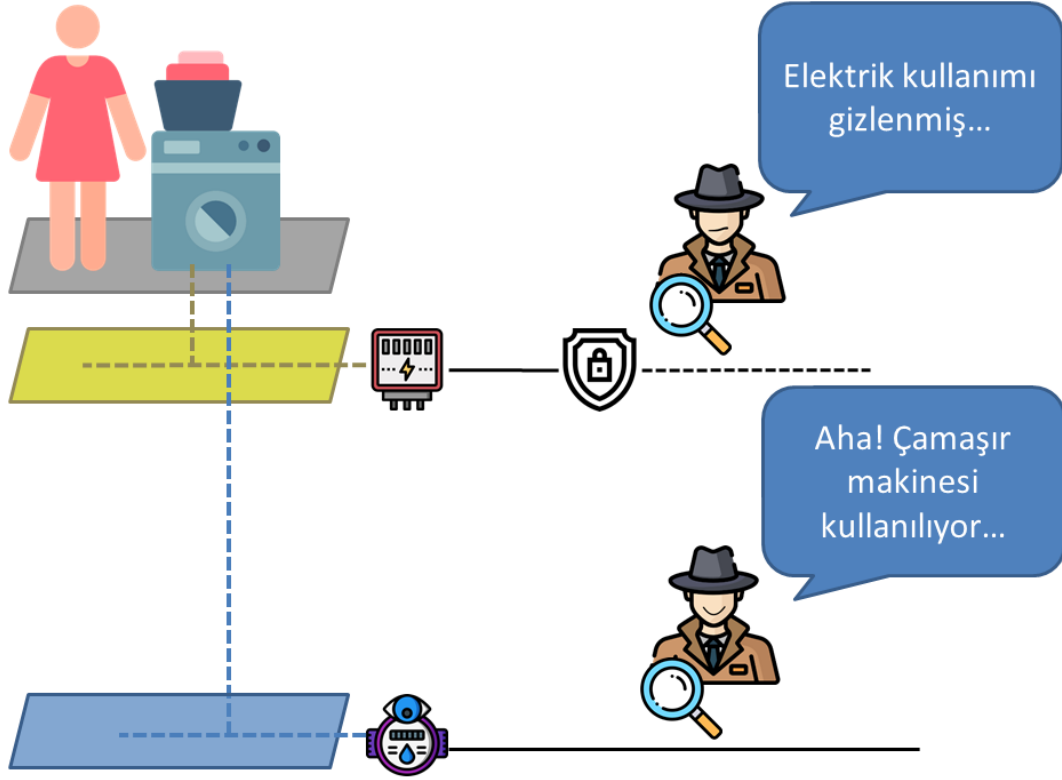 Elektrik kullanımı
gizlenmiş...
Aha! Çamaşır
makinesi
kullanılıyor...